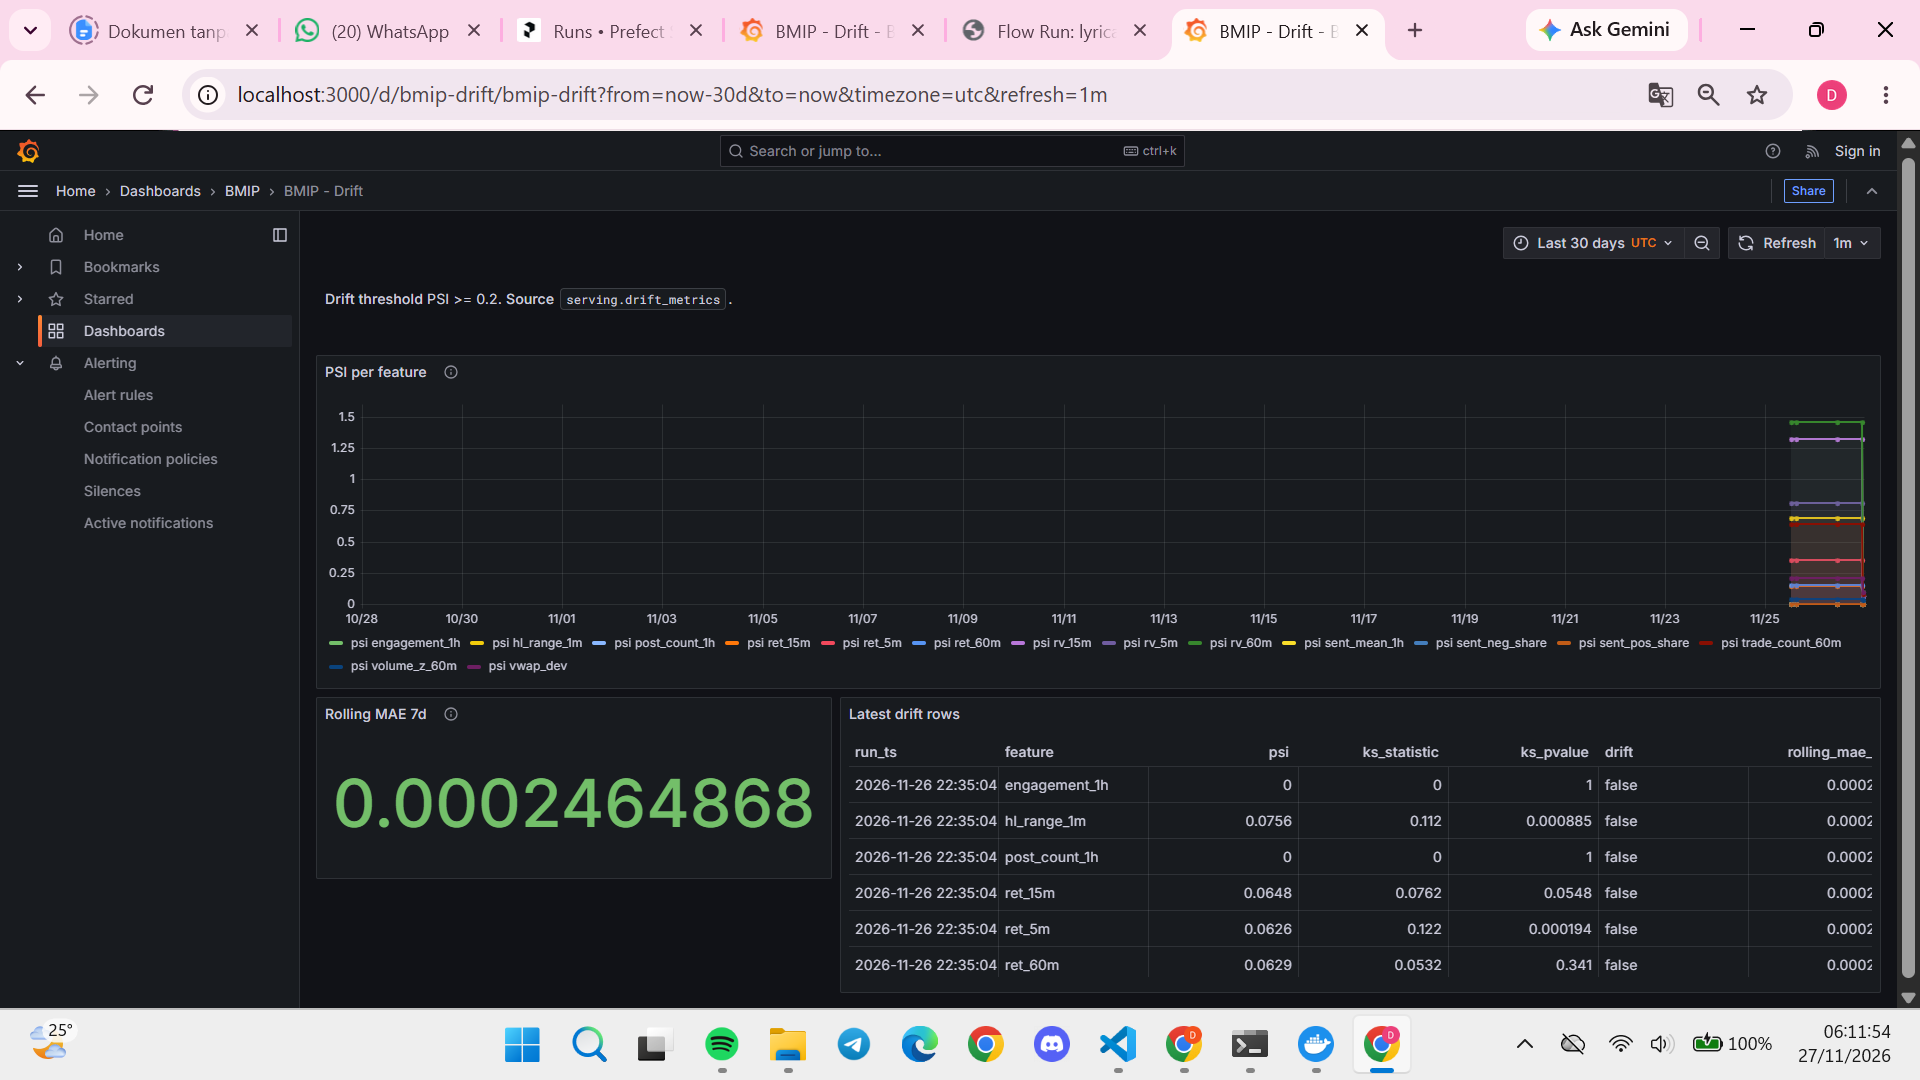 Dokumen tanp
(20) WhatsApp
Runs • Prefect
BMIP - Drift - B
Flow Run: lyrica
BMIP - Drift - B
Ask Gemini
localhost:3000/d/bmip-drift/bmip-drift?from=now-30d&to=now&timezone=utc&refresh=1m
D
Search or jump to...
ctrl+k
Sign in
Home › Dashboards › BMIP › BMIP - Drift
Share
Home
Bookmarks
Starred
Dashboards
Alerting
Alert rules
Contact points
Notification policies
Silences
Active notifications
Last 30 days UTC
Refresh 1m
Drift threshold PSI >= 0.2. Source serving.drift_metrics.
PSI per feature
1.5
1.25
1
0.75
0.5
0.25
0
10/28 10/30 11/01 11/03 11/05 11/07 11/09 11/11 11/13 11/15 11/17 11/19 11/21 11/23 11/25
psi engagement_1h psi hl_range_1m psi post_count_1h psi ret_15m psi ret_5m psi ret_60m psi rv_15m psi rv_5m psi rv_60m psi sent_mean_1h psi sent_neg_share psi sent_pos_share psi trade_count_60m
psi volume_z_60m psi vwap_dev
Rolling MAE 7d
0.0002464868
Latest drift rows
run_ts feature psi ks_statistic ks_pvalue drift rolling_mae_
2026-11-26 22:35:04 engagement_1h 0 0 1 false 0.0002
2026-11-26 22:35:04 hl_range_1m 0.0756 0.112 0.000885 false 0.0002
2026-11-26 22:35:04 post_count_1h 0 0 1 false 0.0002
2026-11-26 22:35:04 ret_15m 0.0648 0.0762 0.0548 false 0.0002
2026-11-26 22:35:04 ret_5m 0.0626 0.122 0.000194 false 0.0002
2026-11-26 22:35:04 ret_60m 0.0629 0.0532 0.341 false 0.0002
25°
D
D
100%
06:11:54
27/11/2026